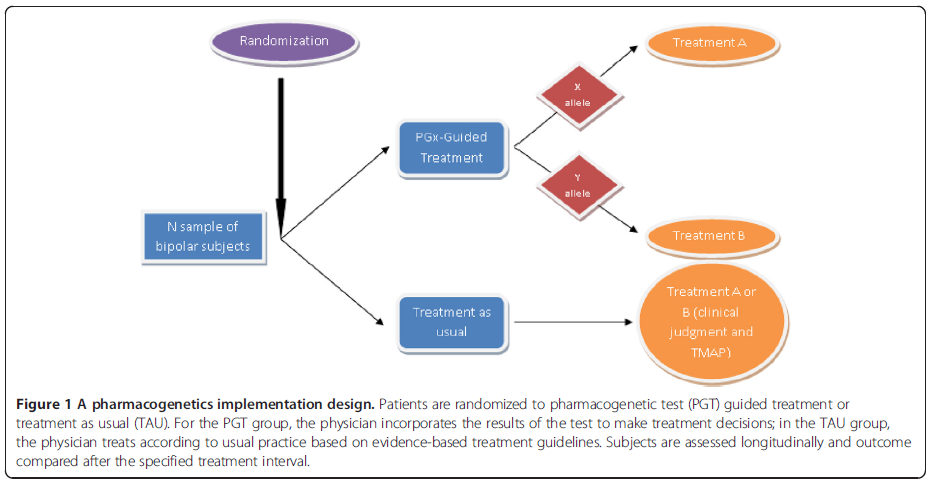 Randomization
Treatment A
X
allele
PGx-Guided
Treatment
Y
allele
N sample of
bipolar subjects
Treatment B
Treatment as
usual
Treatment A or
B (clinical
judgment and
TMAP)
Figure 1 A pharmacogenetics implementation design. Patients are randomized to pharmacogenetic test (PGT) guided treatment or
treatment as usual (TAU). For the PGT group, the physician incorporates the results of the test to make treatment decisions; in the TAU group,
the physician treats according to usual practice based on evidence-based treatment guidelines. Subjects are assessed longitudinally and outcome
compared after the specified treatment interval.